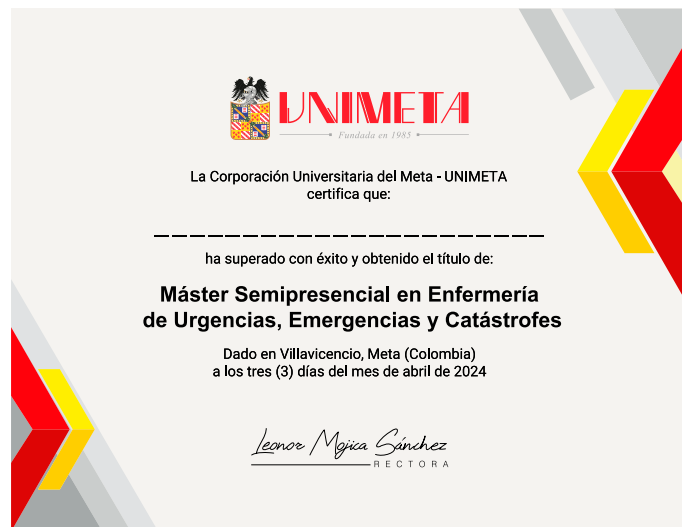 UNIMETA
Fundada en 1985
La Corporación Universitaria del Meta - UNIMETA
certifica que:
ha superado con éxito y obtenido el título de:
Máster Semipresencial en Enfermería
de Urgencias, Emergencias y Catástrofes
Dado en Villavicencio, Meta (Colombia)
a los tres (3) días del mes de abril de 2024
Leonor Mojica Sánchez
RECTORA